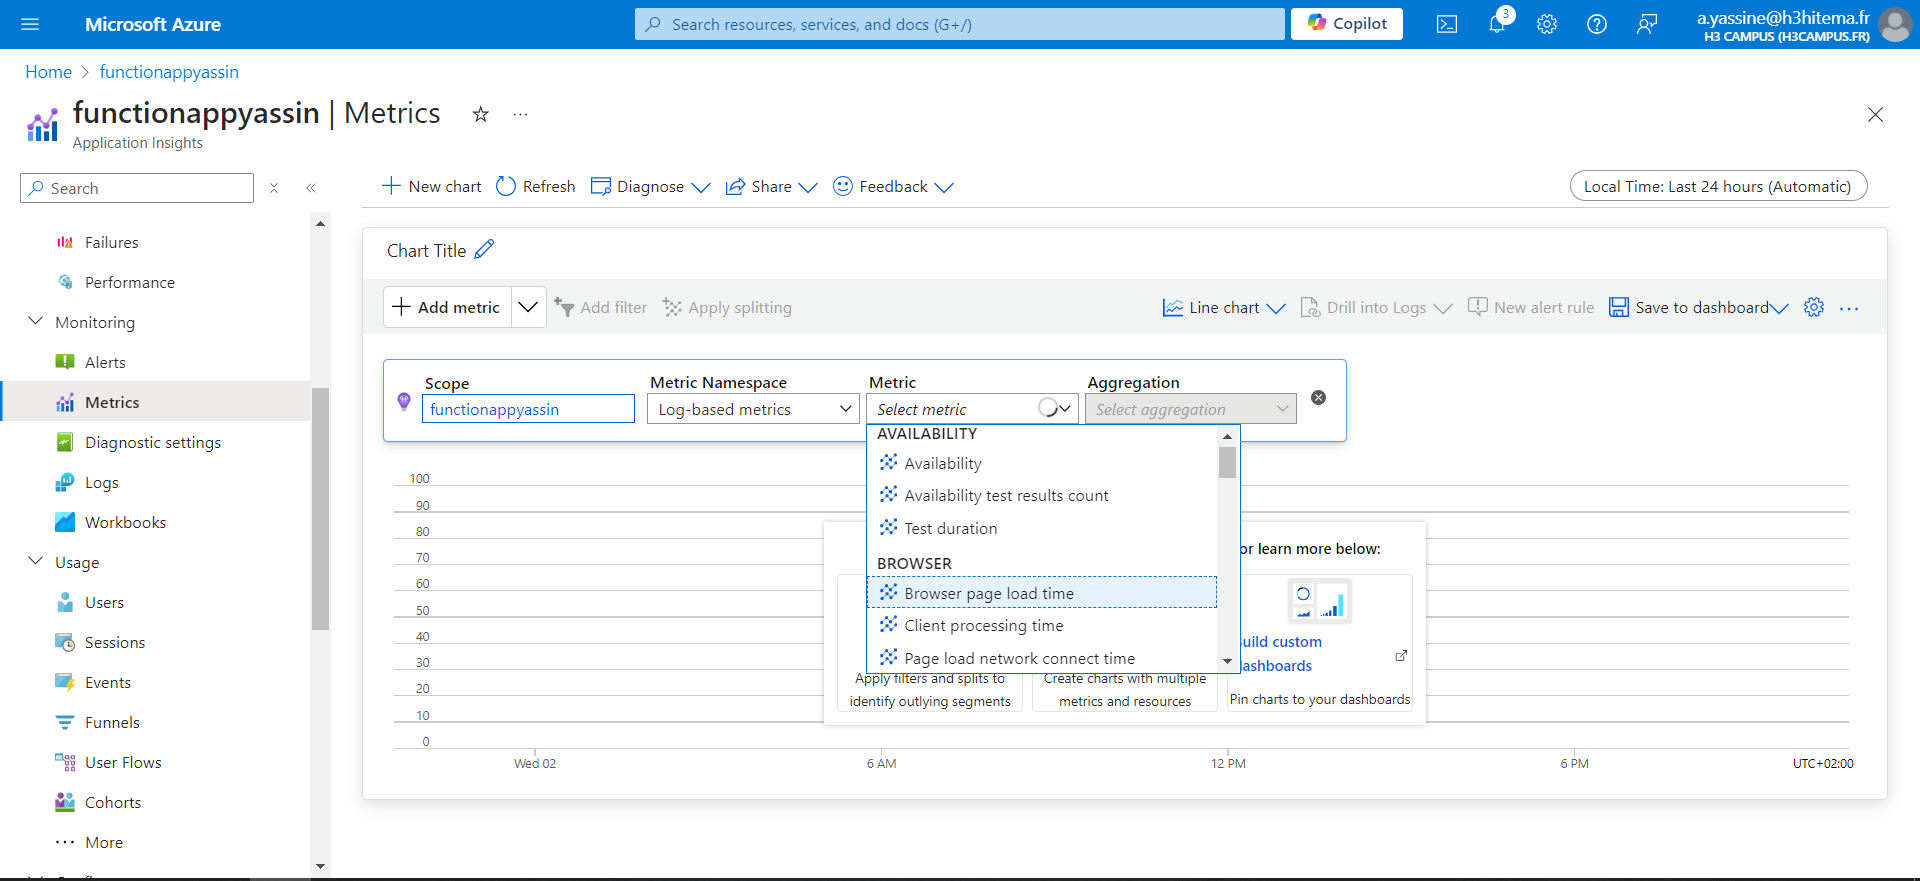 Microsoft Azure
Search resources, services, and docs (G+/)
Copilot
3
a.yassine@h3hitema.fr
H3 CAMPUS (H3CAMPUS.FR)
Home > functionappyassin
functionappyassin | Metrics
Application Insights
Search
New chart
Refresh
Diagnose
Share
Feedback
Local Time: Last 24 hours (Automatic)
Failures
Performance
Monitoring
Alerts
Metrics
Diagnostic settings
Logs
Workbooks
Usage
Users
Sessions
Events
Funnels
User Flows
Cohorts
More
Chart Title
Add metric
Add filter
Apply splitting
Line chart
Drill into Logs
New alert rule
Save to dashboard
Scope
functionappyassin
Metric Namespace
Log-based metrics
Metric
Select metric
Aggregation
Select aggregation
AVAILABILITY
Availability
Availability test results count
Test duration
BROWSER
Browser page load time
Client processing time
Page load network connect time
or learn more below:
uild custom
dashboards
Apply filters and splits to
identify outlying segments
Create charts with multiple
metrics and resources
Pin charts to your dashboards
100
90
80
70
60
50
40
30
20
10
0
Wed 02
6 AM
12 PM
6 PM
UTC+02:00